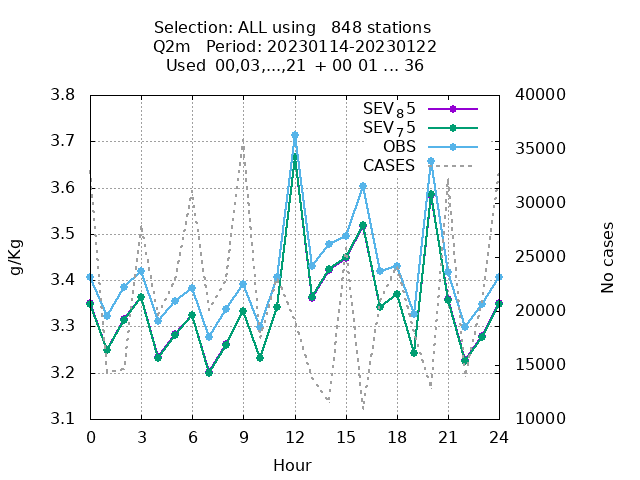 Selection: ALL using   848 stations
Q2m   Period: 20230114-20230122
Used  00,03,...,21  + 00 01 ... 36
3.8
3.7
3.6
3.5
3.4
3.3
3.2
3.1
g/Kg
40000
35000
30000
25000
20000
15000
10000
No cases
SEV₈5
SEV₇5
OBS
CASES
0 3 6 9 12 15 18 21 24
Hour